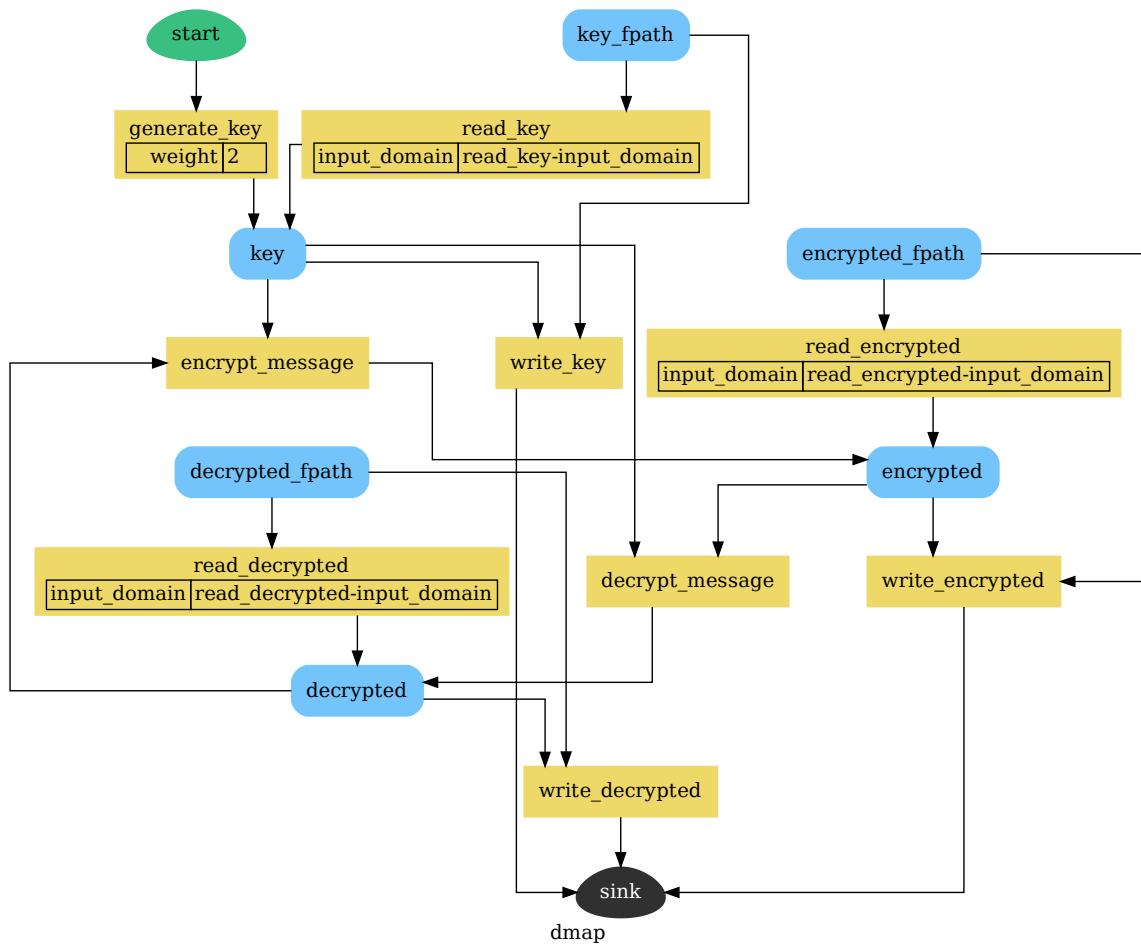 start
key_fpath
generate_key
weight 2
read_key
input_domain read_key-input_domain
key
encrypted_fpath
encrypt_message
write_key
read_encrypted
input_domain read_encrypted-input_domain
decrypted_fpath
encrypted
read_decrypted
input_domain read_decrypted-input_domain
decrypt_message
write_encrypted
decrypted
write_decrypted
sink
dmap